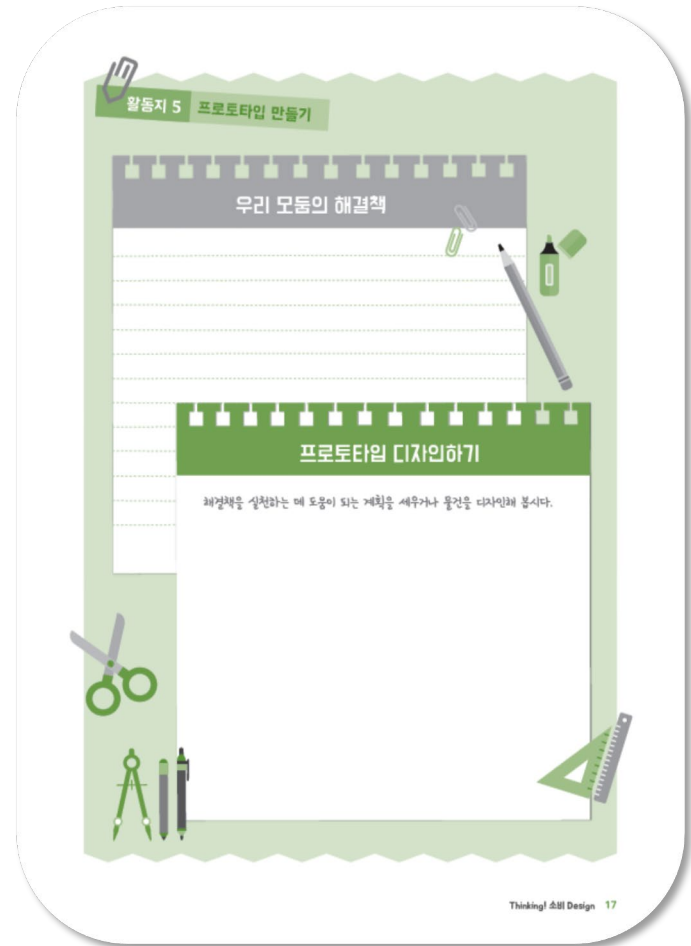 활동지 5 프로토타입 만들기
우리 모둠의 해결책
프로토타입 디자인하기
해결책을 실천하는 데 도움이 되는 계획을 세우거나 물건을 디자인해 봅시다.
Thinking! 소비 Design 17